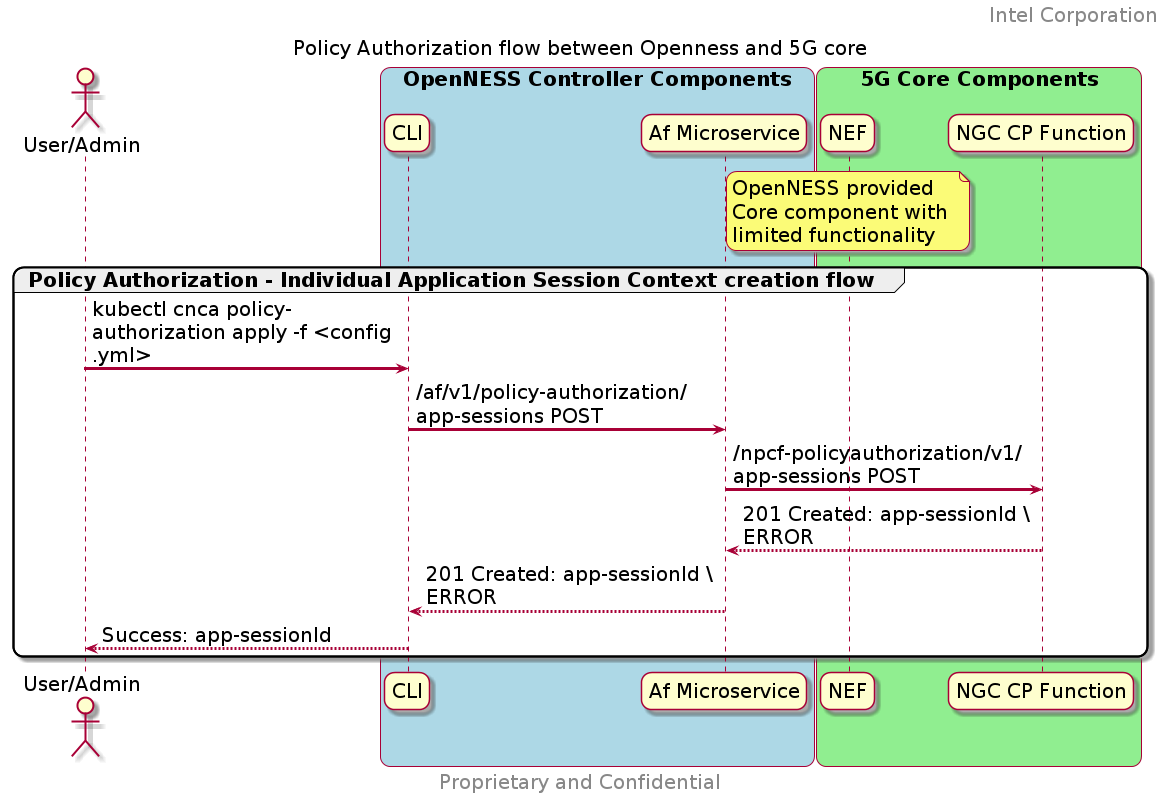 Intel Corporation
Policy Authorization flow between Openness and 5G core
OpenNESS Controller Components
5G Core Components
User/Admin
CLI
Af Microservice
NEF
NGC CP Function
OpenNESS provided
Core component with
limited functionality
Policy Authorization - Individual Application Session Context creation flow
kubectl cnca policy-
authorization apply -f <config
.yml>
/af/v1/policy-authorization/
app-sessions POST
/npcf-policyauthorization/v1/
app-sessions POST
201 Created: app-sessionId \
ERROR
201 Created: app-sessionId \
ERROR
Success: app-sessionId
User/Admin
CLI
Af Microservice
NEF
NGC CP Function
Proprietary and Confidential